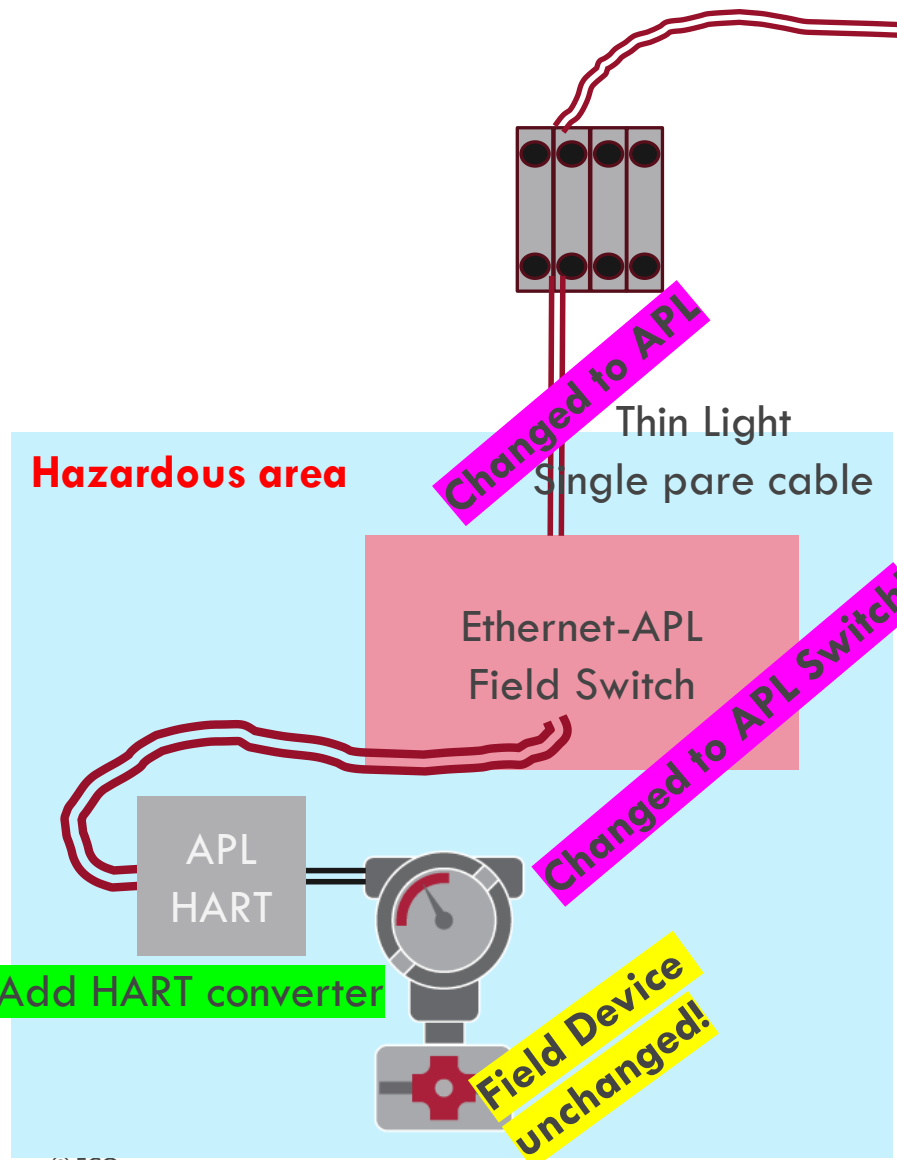 Changed to APL
Thin Light
Single pare cable
Hazardous area
Ethernet-APL
Field Switch
Changed to APL Switch!
APL
HART
Add HART converter
Field Device
unchanged!